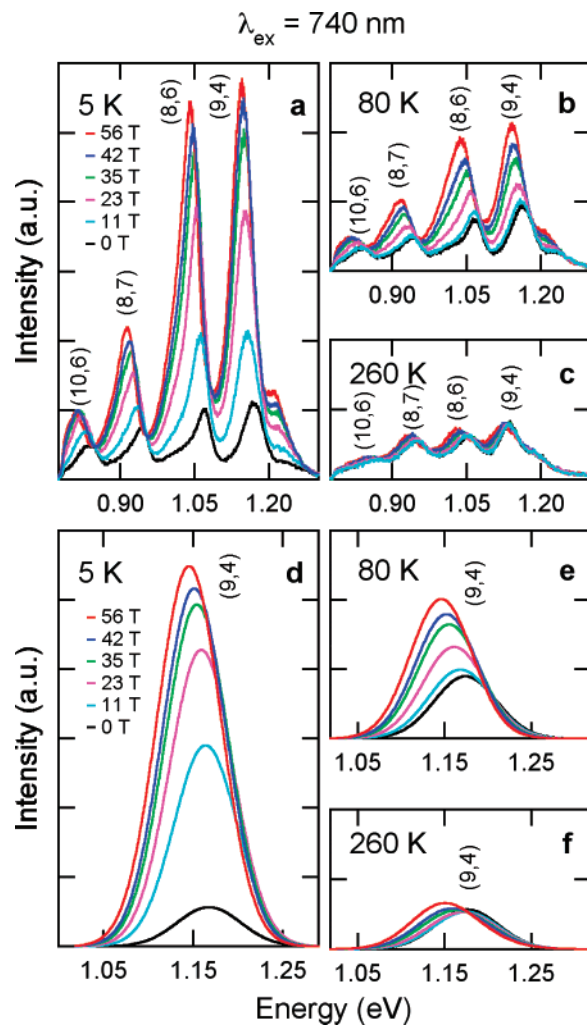 λex = 740 nm
5 K
a
56 T
42 T
35 T
23 T
11 T
0 T
(10,6)
(8,7)
(8,6)
(9,4)
0.90 1.05 1.20
Intensity (a.u.)
80 K
b
(10,6)
(8,7)
(8,6)
(9,4)
0.90 1.05 1.20
260 K
c
(10,6)
(8,7)
(8,6)
(9,4)
0.90 1.05 1.20
5 K
d
(9,4)
56 T
42 T
35 T
23 T
11 T
0 T
1.05 1.15 1.25
Intensity (a.u.)
80 K
e
(9,4)
1.05 1.15 1.25
260 K
f
(9,4)
1.05 1.15 1.25
Energy (eV)